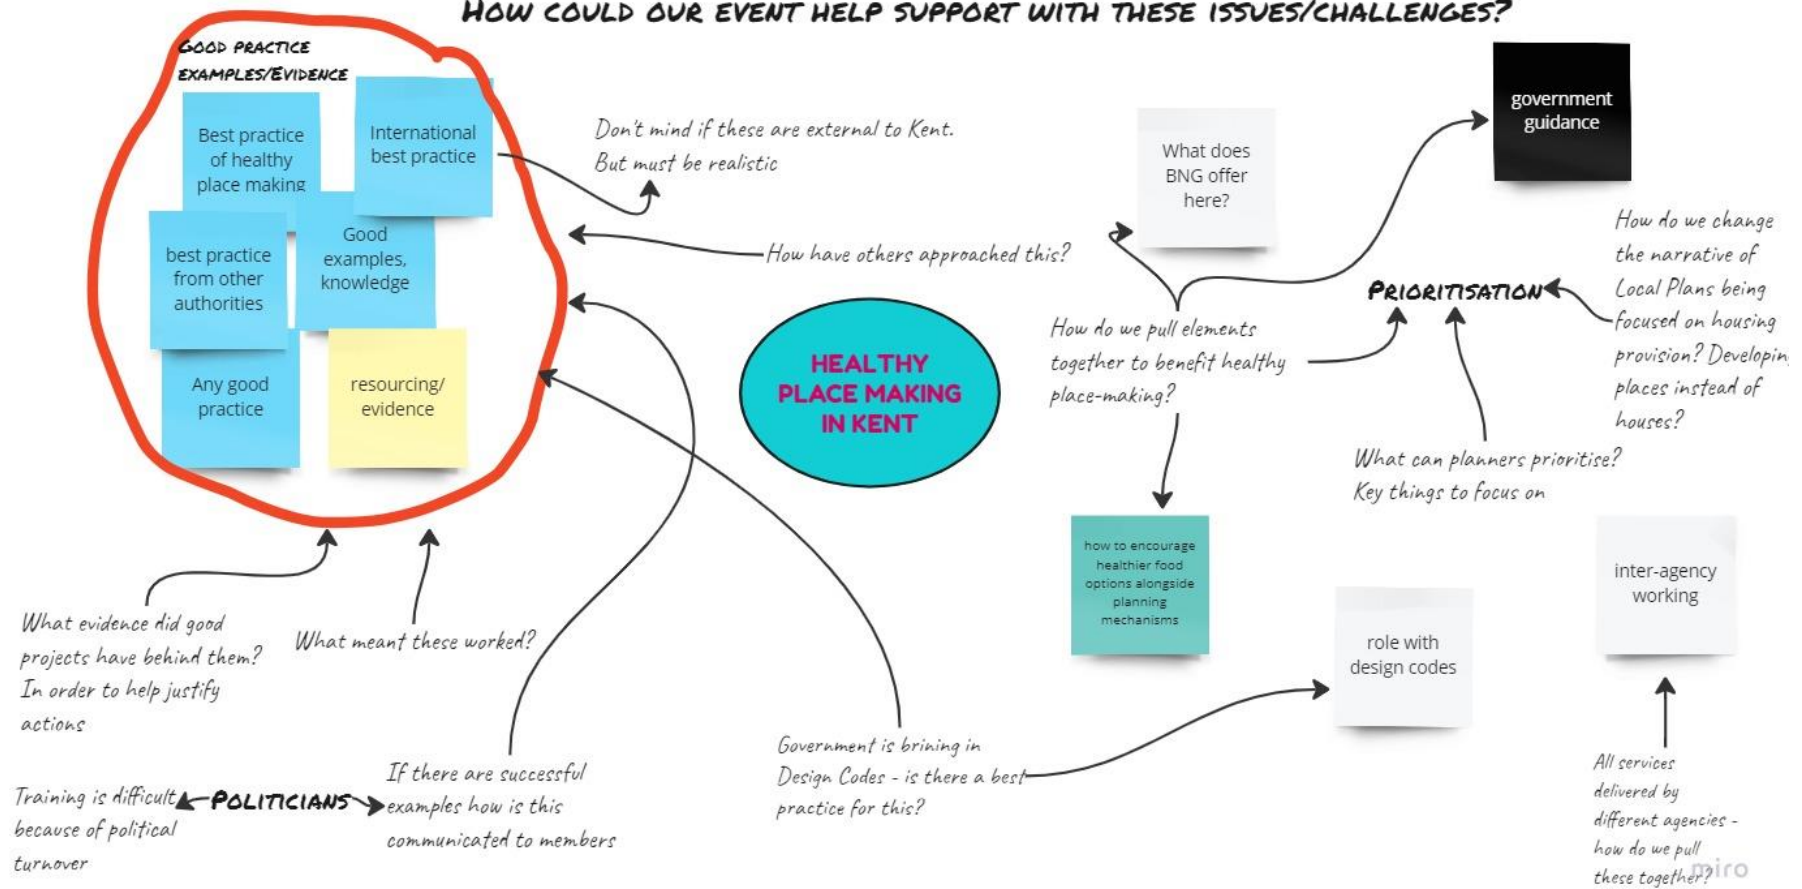 HOW COULD OUR EVENT HELP SUPPORT WITH THESE ISSUES/CHALLENGES?
GOOD PRACTICE
EXAMPLES/EVIDENCE
Best practice
of healthy
place making
International
best practice
best practice
from other
authorities
Good
examples,
knowledge
Any good
practice
resourcing/
evidence
Don't mind if these are external to Kent.
But must be realistic
How have others approached this?
HEALTHY
PLACE MAKING
IN KENT
What does
BNG offer
here?
government
guidance
How do we pull elements
together to benefit healthy
place-making?
PRIORITISATION
How do we change
the narrative of
Local Plans being
focused on housing
provision? Developin
places instead of
houses?
What can planners prioritise?
Key things to focus on
how to encourage
healthier food
options alongside
planning
mechanisms
role with
design codes
inter-agency
working
What evidence did good
projects have behind them?
In order to help justify
actions
What meant these worked?
Training is difficult
because of political
turnover
POLITICIANS
If there are successful
examples how is this
communicated to members
Government is brining in
Design Codes - is there a best
practice for this?
All services
delivered by
different agencies -
how do we pull
these together?
miro